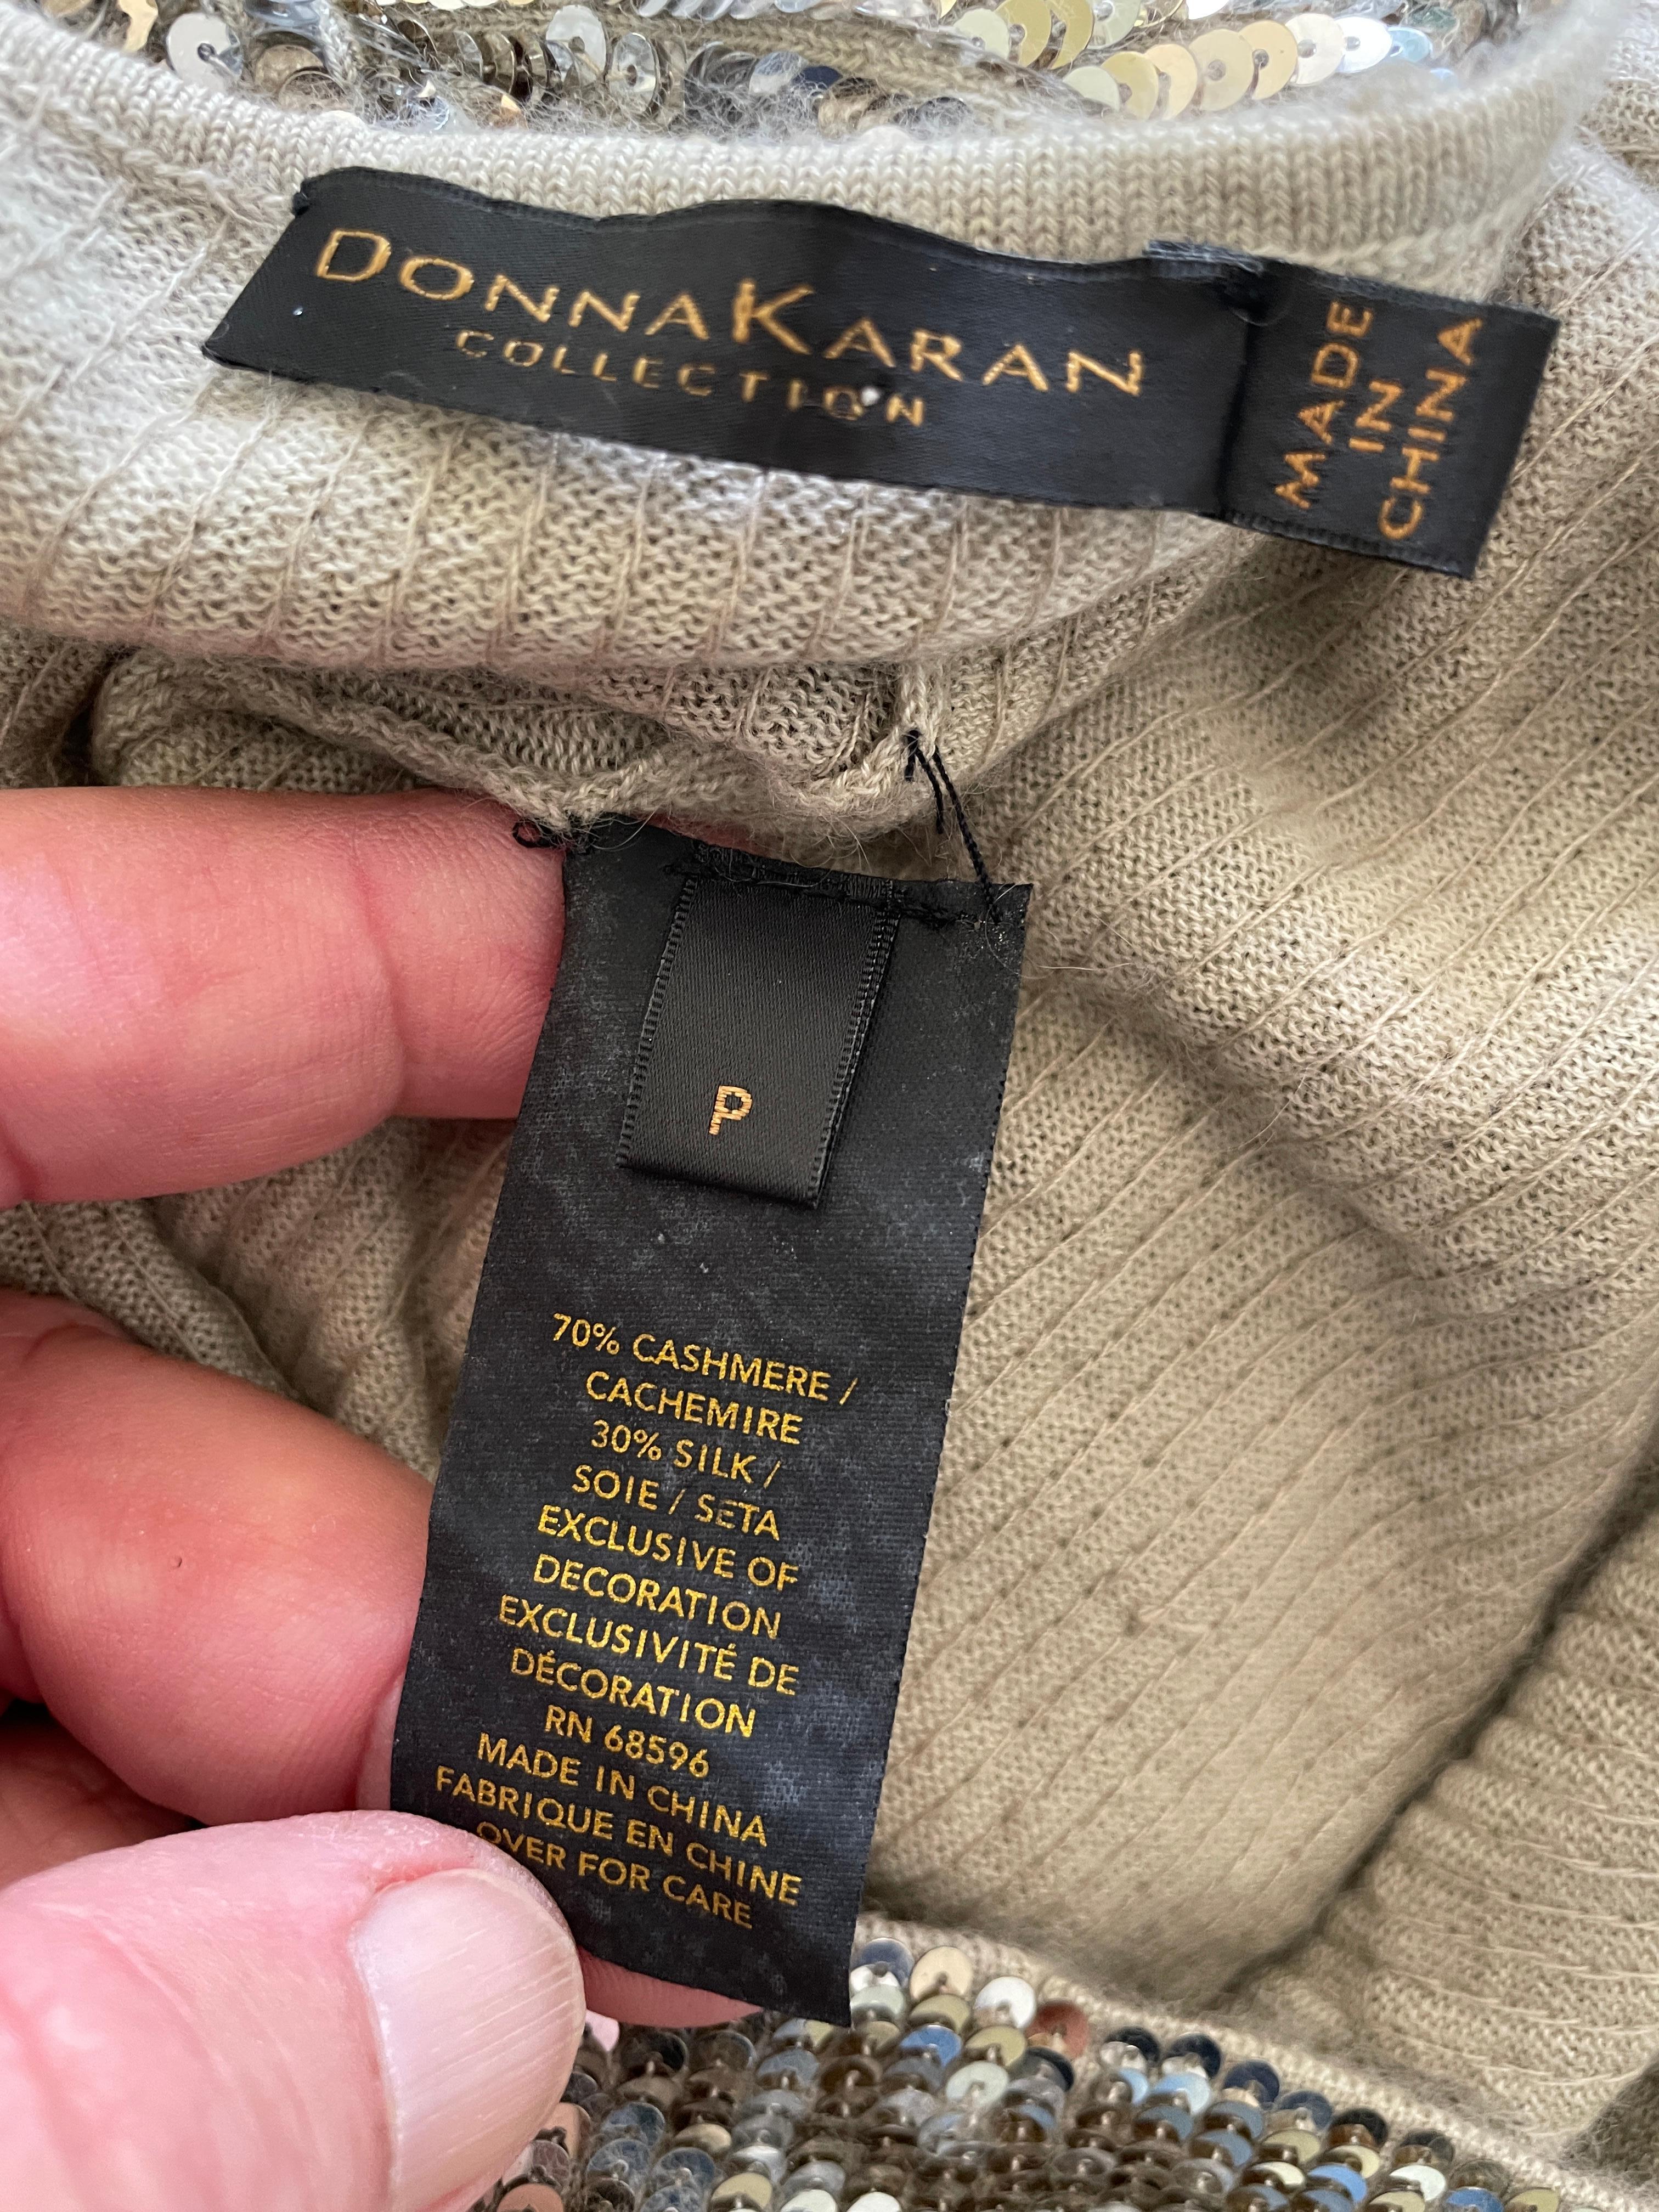 DONNAKARAN
COLLECTION
MADE
IN
CHINA
P
70% CASHMERE /
CACHEMIRE
30% SILK /
SOIE / SETA
EXCLUSIVE OF
DECORATION
EXCLUSIVITÉ DE
DÉCORATION
RN 68596
MADE IN CHINA
FABRIQUE EN CHINE
OVER FOR CARE